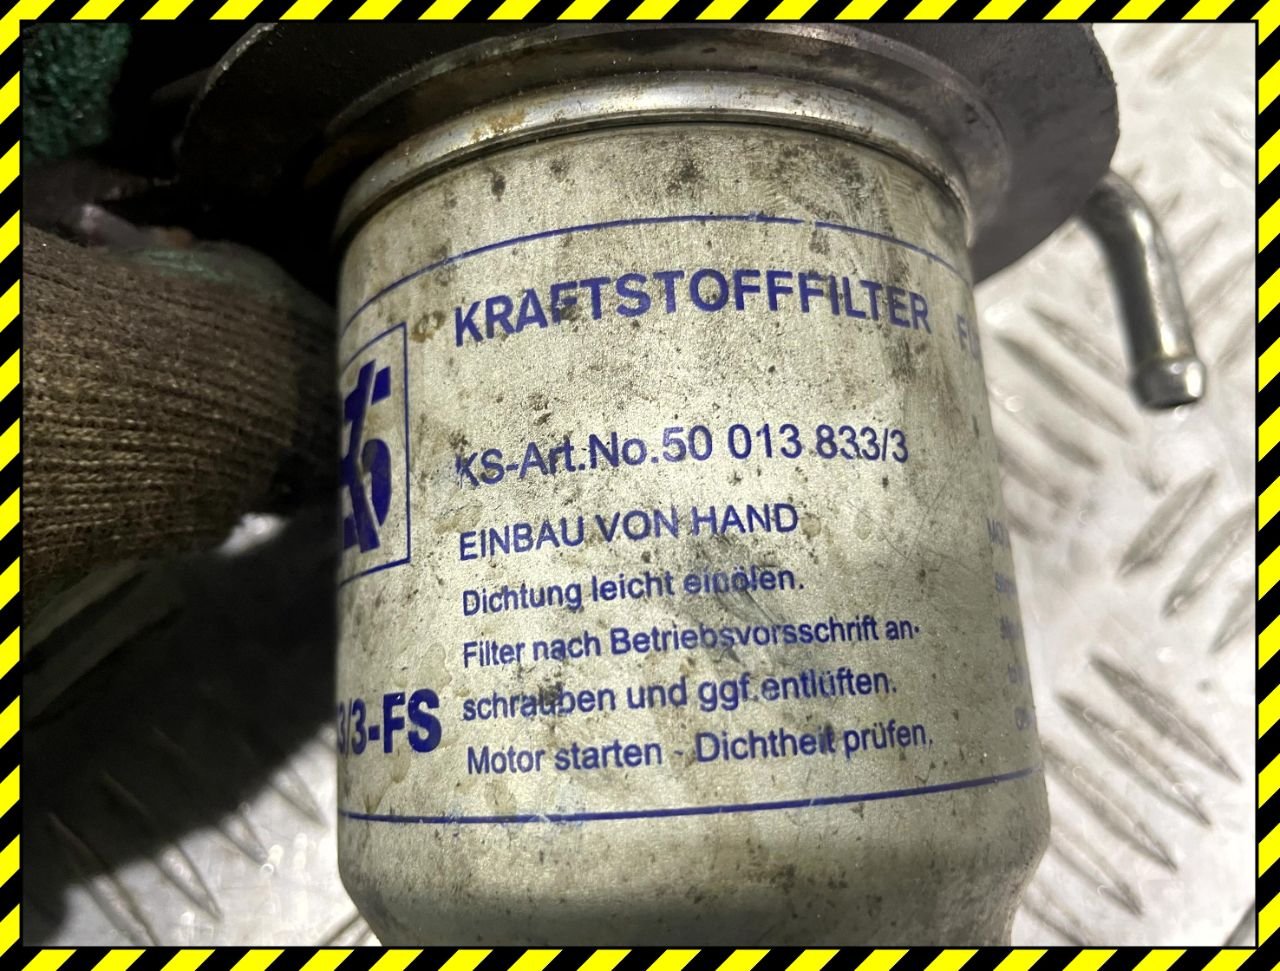 KRAFTSTOFFFILTER
KS
KS-Art.No.50 013 833/3
EINBAU VON HAND
Dichtung leicht einölen.
Filter nach Betriebsvorsschrift an-
schrauben und ggf.entlüften.
3/3-FS
Motor starten - Dichtheit prüfen.